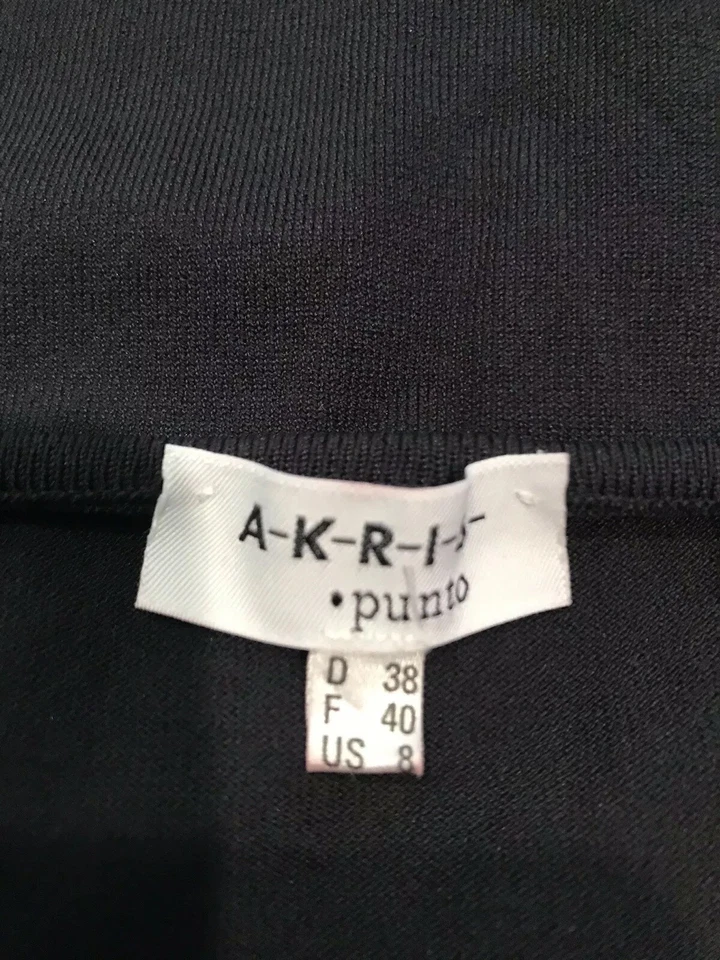 A-K-R-I-S-
•punto
D 38
F 40
US 8